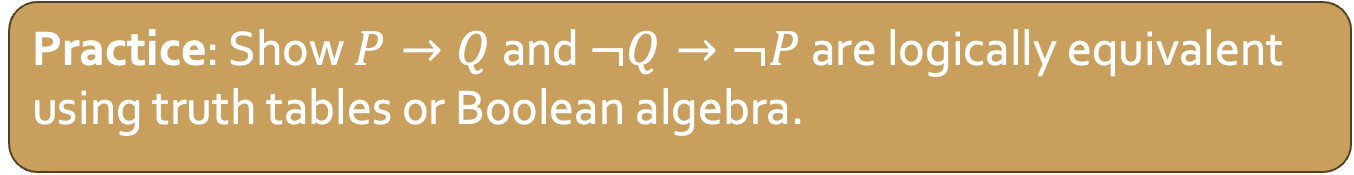 Practice: Show 𝑃 → 𝑄 and ¬𝑄 → ¬𝑃 are logically equivalent
using truth tables or Boolean algebra.